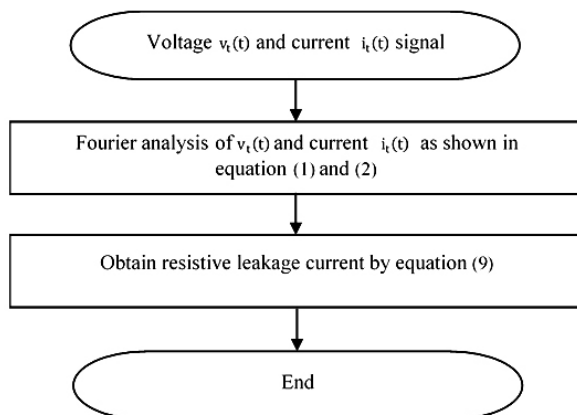 Voltage vₜ(t) and current iₜ(t) signal
Fourier analysis of vₜ(t) and current iₜ(t) as shown in
equation (1) and (2)
Obtain resistive leakage current by equation (9)
End